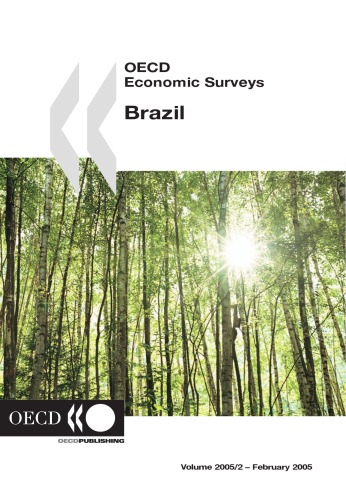 OECD
Economic Surveys
Brazil
OECD
OECDPUBLISHING
Volume 2005/2 – February 2005